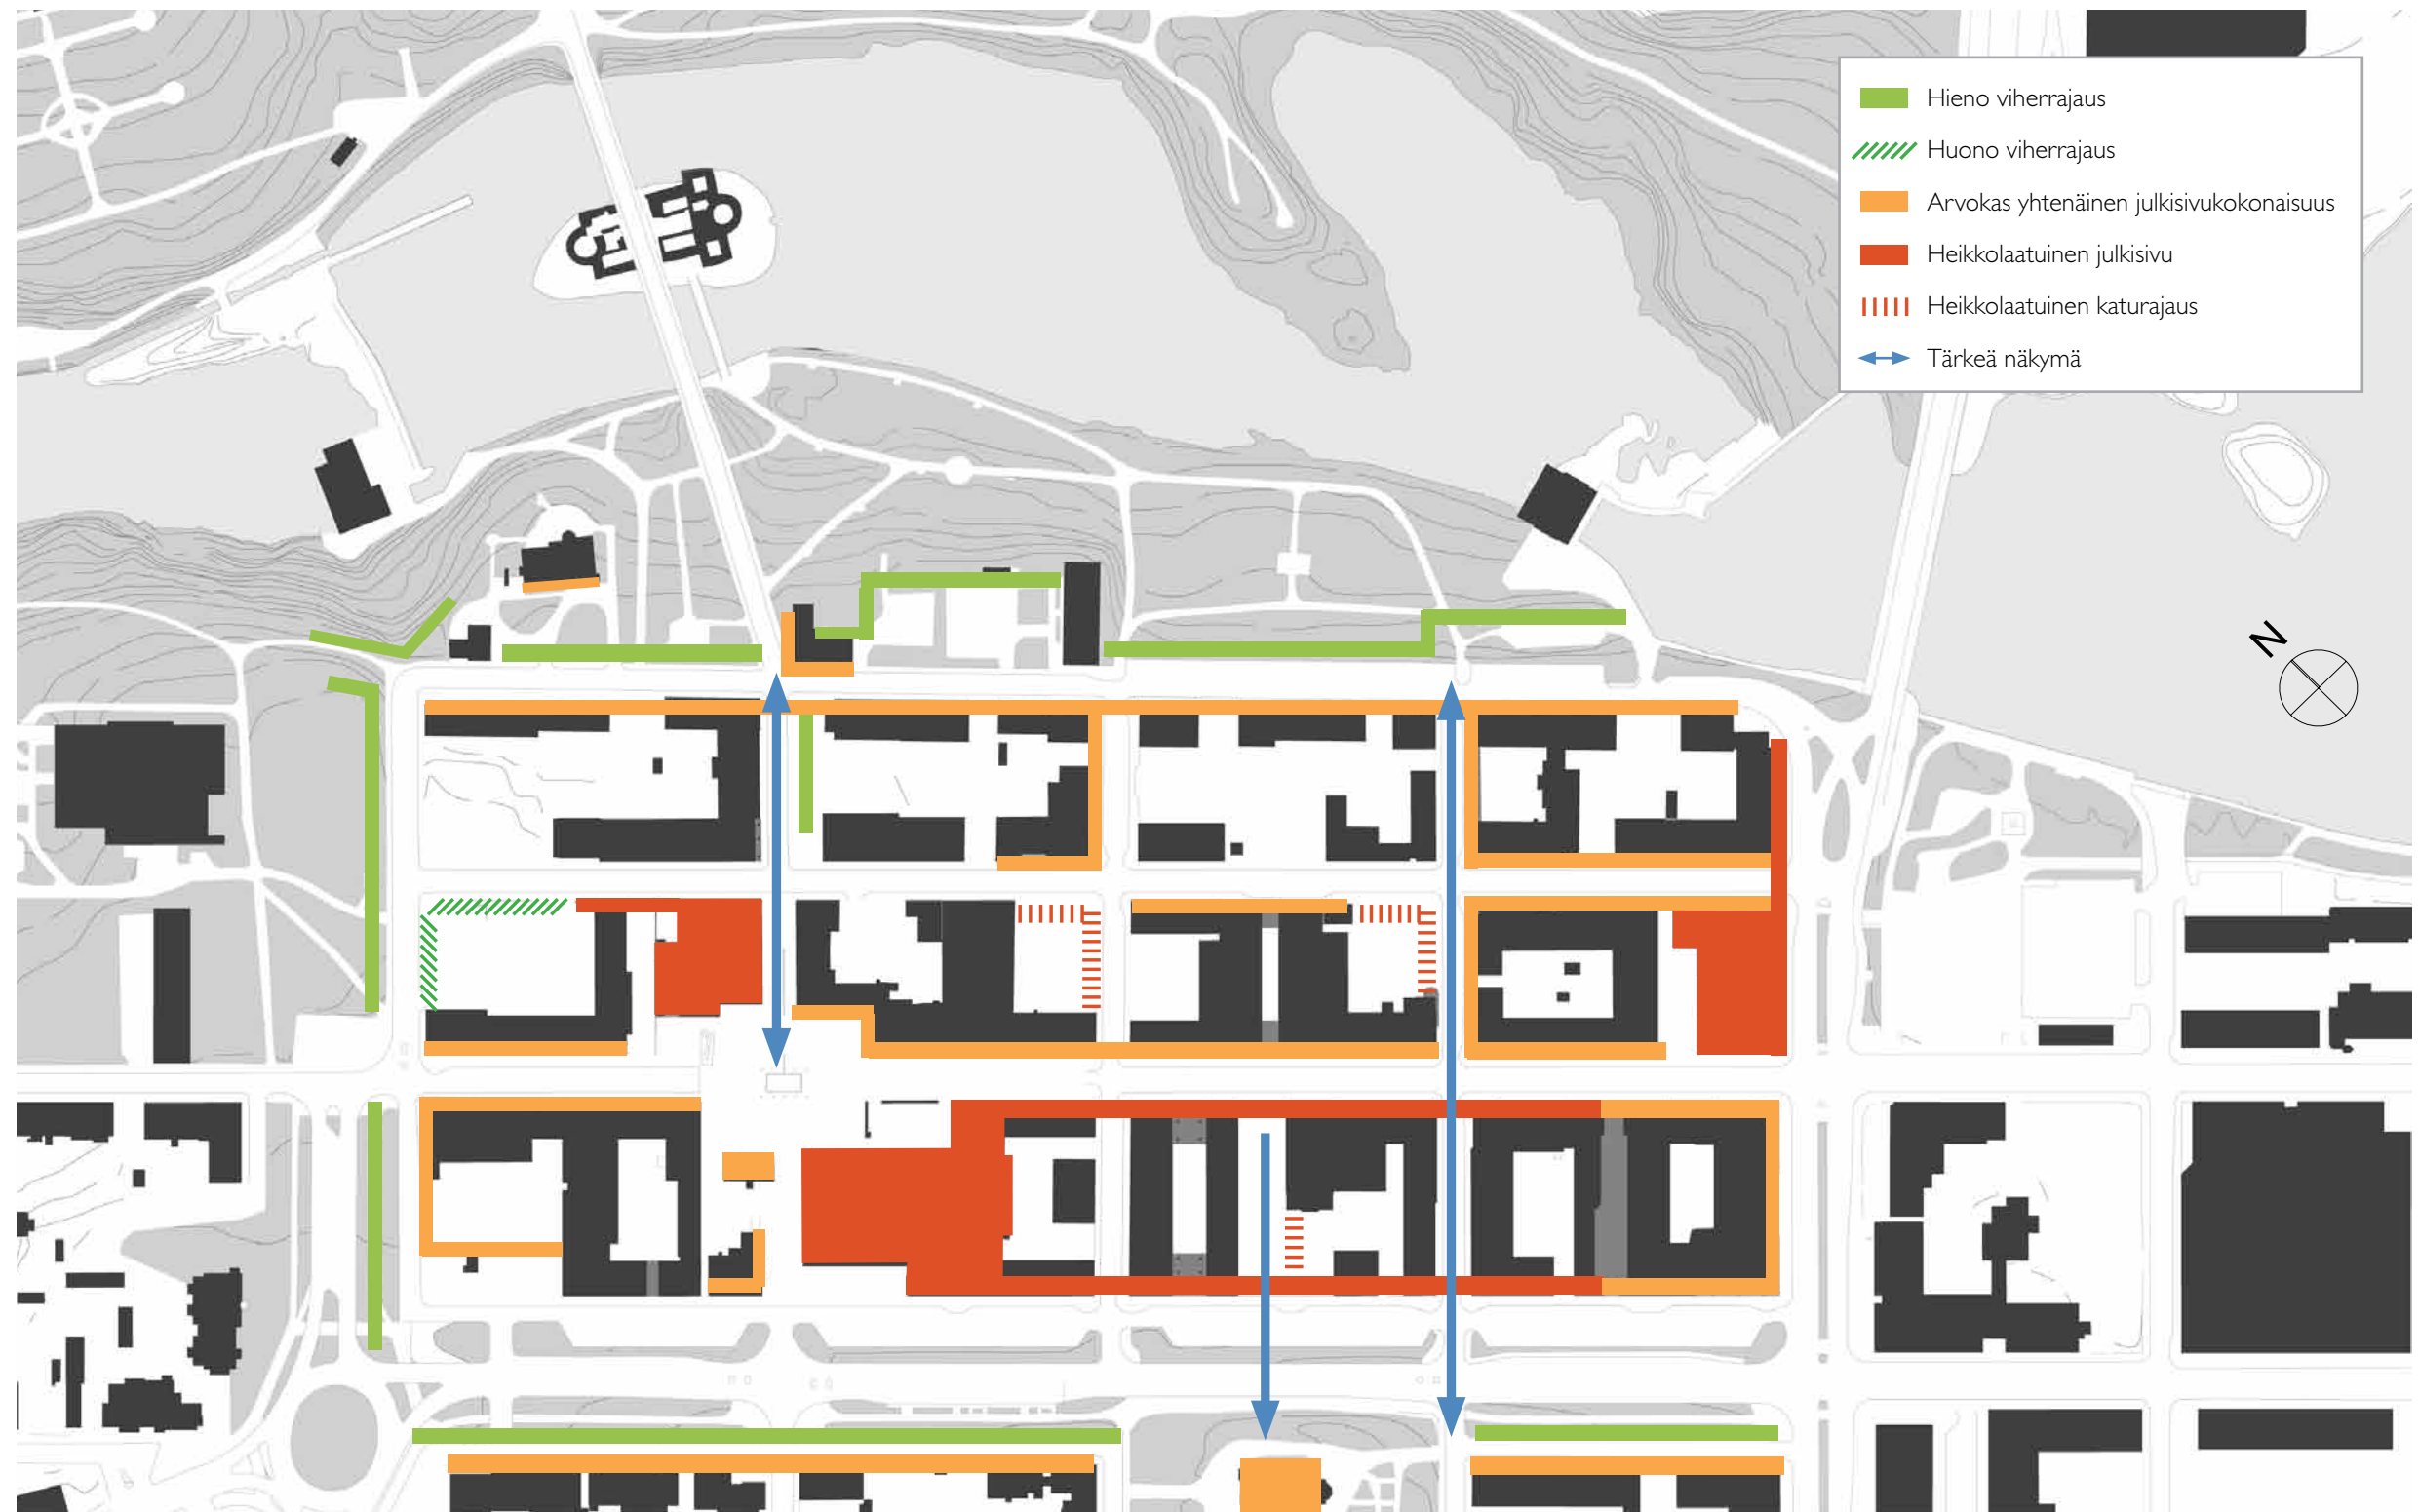 Hieno viherrajaus
Huono viherrajaus
Arvokas yhtenäinen julkisivukokonaisuus
Heikkolaatuinen julkisivu
Heikkolaatuinen katurajaus
Tärkeä näkymä
N